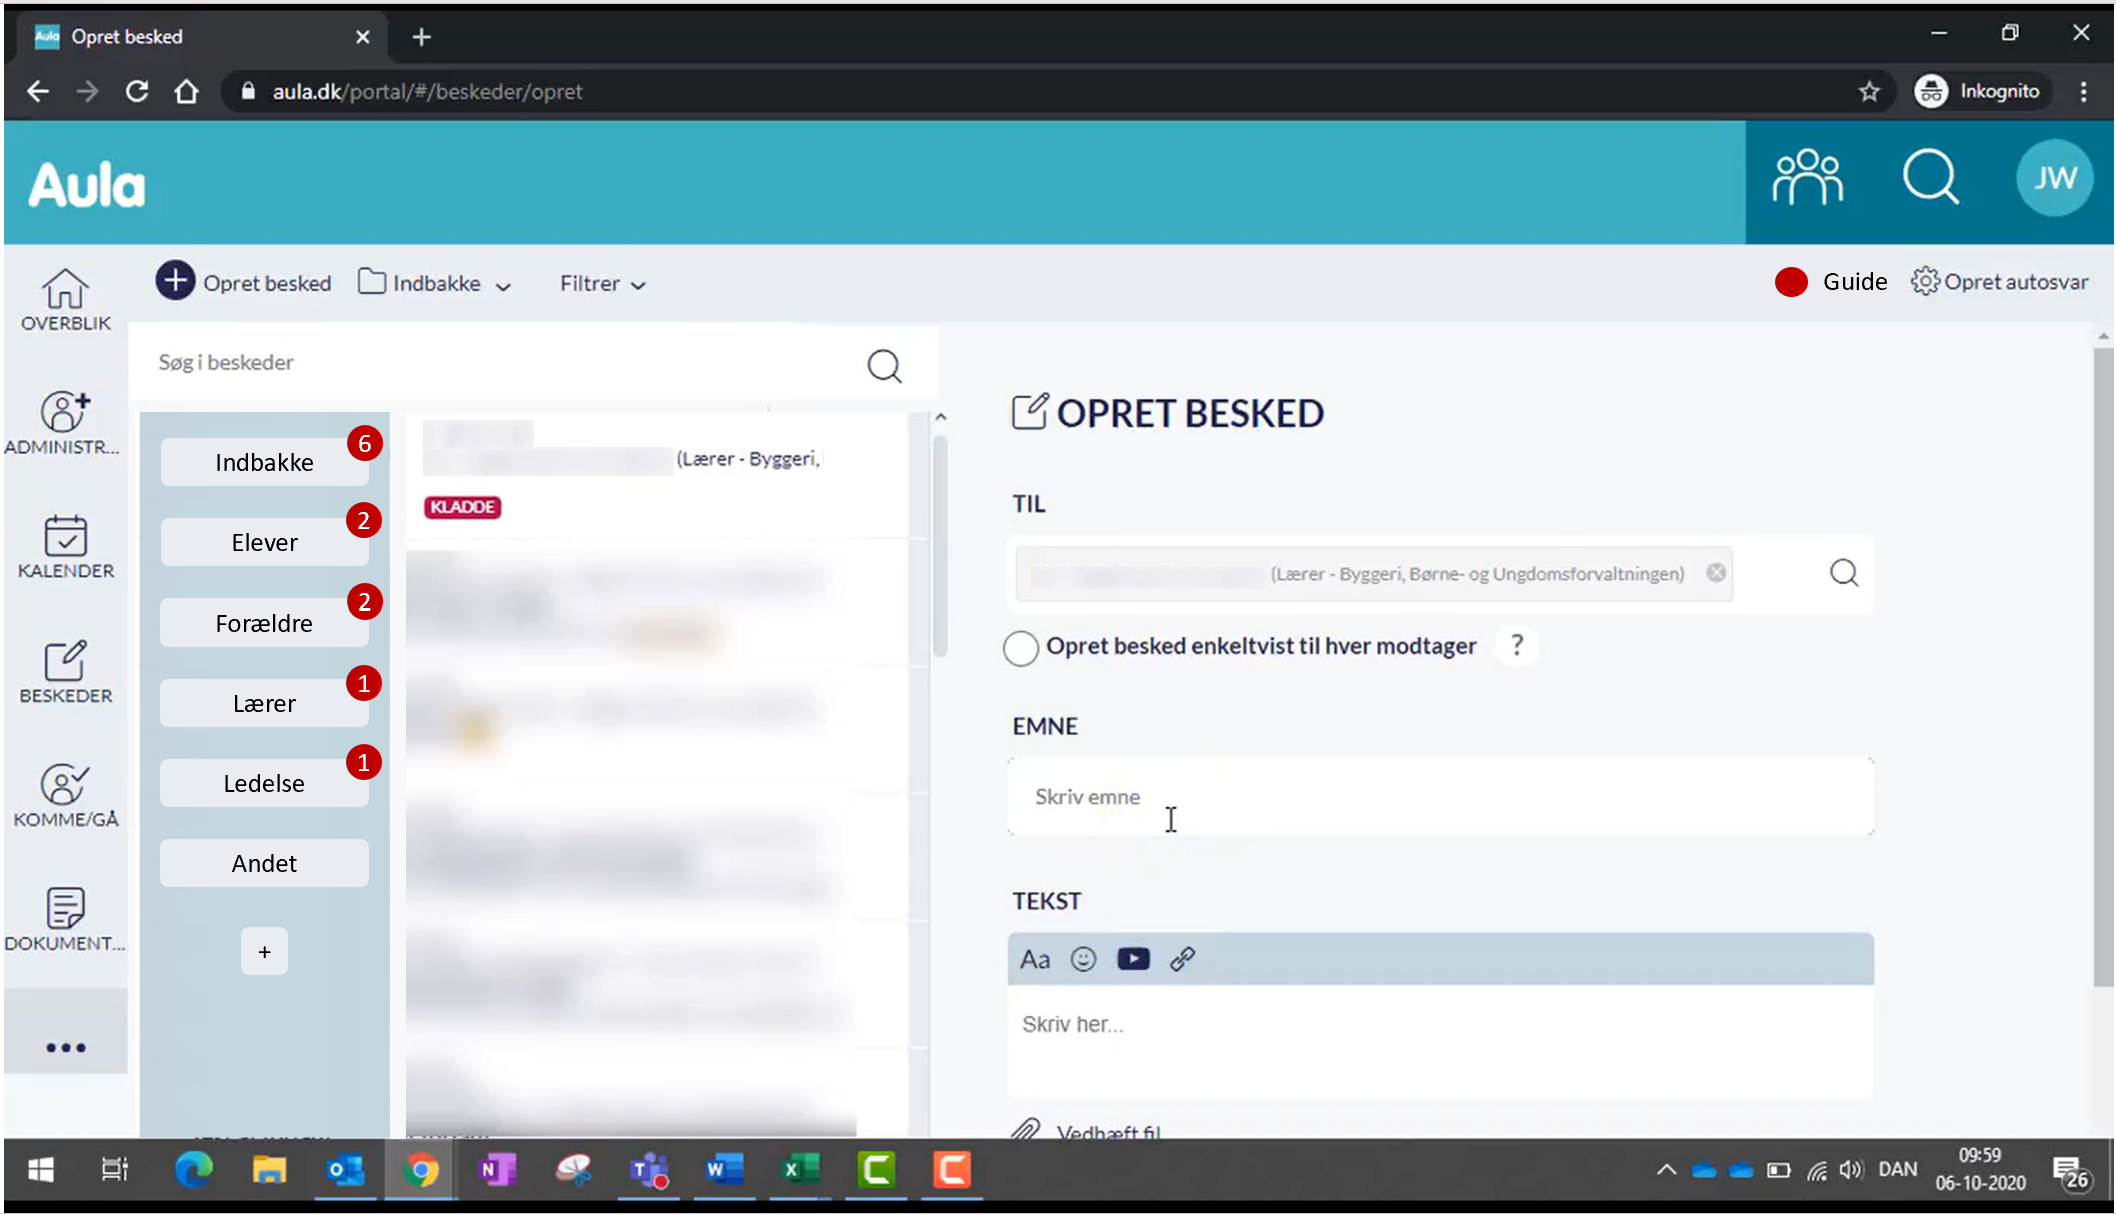 Aula Opret besked
aula.dk/portal/#/beskeder/opret
Inkognito
Aula
JW
Opret besked
Indbakke
Filtrer
Guide
Opret autosvar
OVERBLIK
ADMINISTR...
KALENDER
BESKEDER
KOMME/GÅ
DOKUMENT...
Søg i beskeder
Indbakke 6
Elever 2
Forældre 2
Lærer 1
Ledelse 1
Andet
+
(Lærer - Byggeri,
KLADDE
OPRET BESKED
TIL
(Lærer - Byggeri, Børne- og Ungdomsforvaltningen)
Opret besked enkeltvist til hver modtager ?
EMNE
Skriv emne
TEKST
Aa
Skriv her...
Vedhæft fil
DAN
09:59
06-10-2020
26